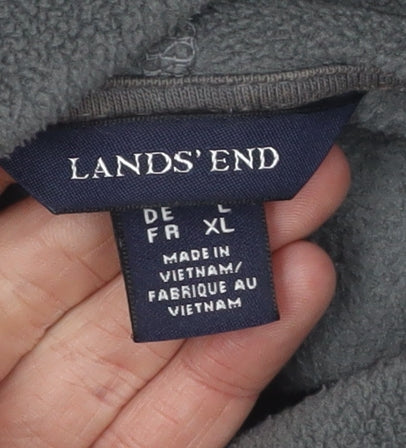 LANDS' END
DE L
FR XL
MADE IN
VIETNAM/
FABRIQUE AU
VIETNAM